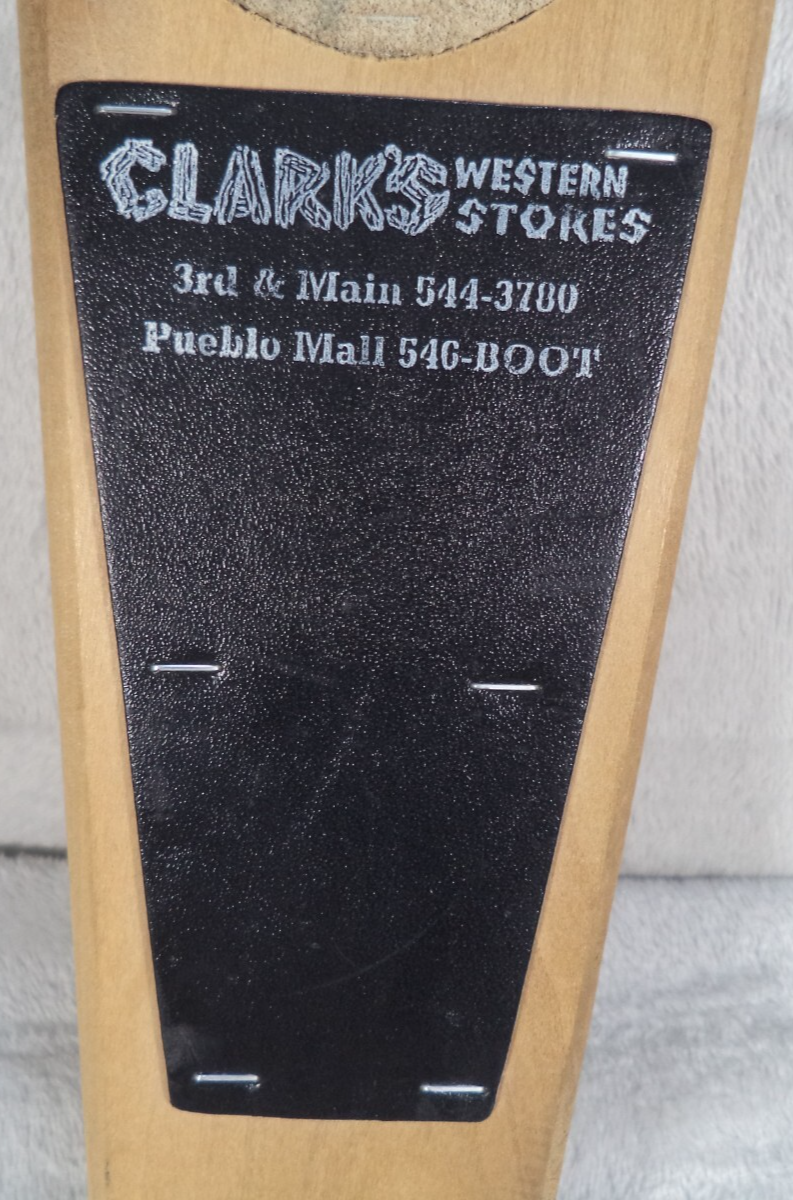 CLARK'S WESTERN STORES
3rd & Main 544-3780
Pueblo Mall 546-BOOT